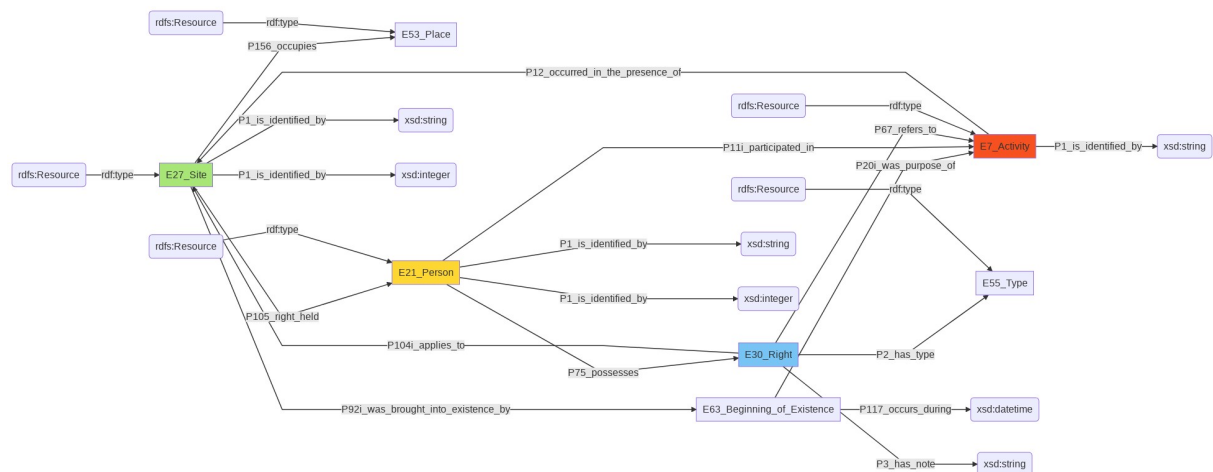 rdfs:Resource
rdf:type
E53_Place
P156_occupies
P12_occurred_in_the_presence_of
rdfs:Resource
rdf:type
P1_is_identified_by
xsd:string
P67_refers_to
E7_Activity
P1_is_identified_by
xsd:string
P11i_participated_in
P20i_was_purpose_of
rdfs:Resource
rdf:type
E27_Site
P1_is_identified_by
xsd:integer
rdfs:Resource
rdf:type
rdfs:Resource
rdf:type
P1_is_identified_by
xsd:string
E21_Person
E55_Type
P1_is_identified_by
xsd:integer
P105_right_held
P104i_applies_to
E30_Right
P2_has_type
P75_possesses
P92i_was_brought_into_existence_by
E63_Beginning_of_Existence
P117_occurs_during
xsd:datetime
P3_has_note
xsd:string